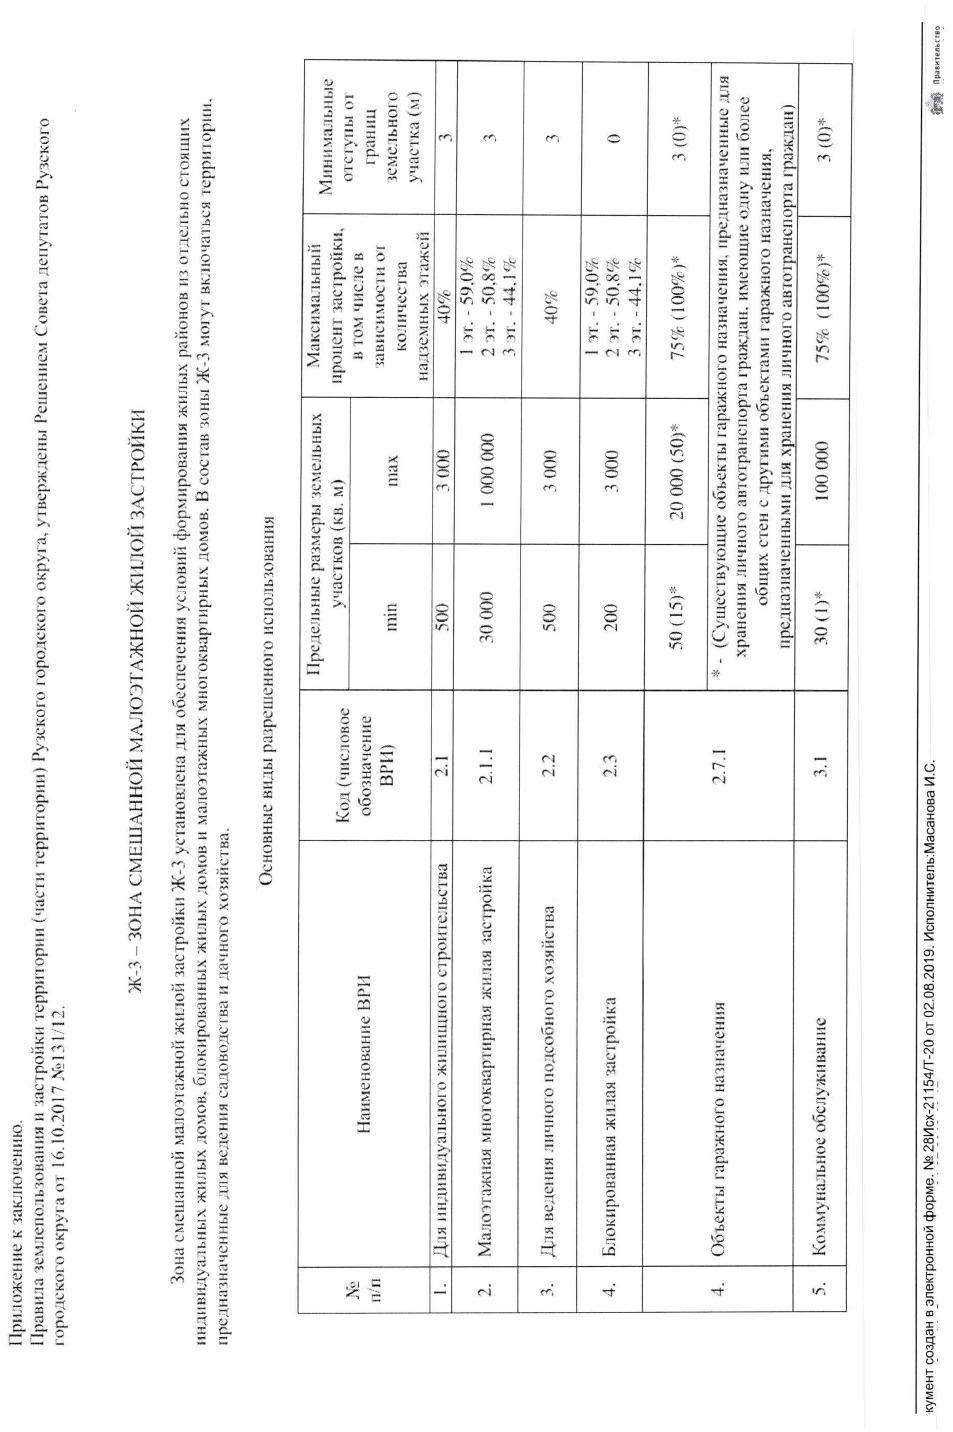 Приложение к заключению.
Правила землепользования и застройки территории (части территории) Рузского городского округа, утверждены Решением Совета депутатов Рузского
городского округа от 16.10.2017 №131/12.
Ж-3 – ЗОНА СМЕШАННОЙ МАЛОЭТАЖНОЙ ЖИЛОЙ ЗАСТРОЙКИ
Зона смешанной малоэтажной жилой застройки Ж-3 установлена для обеспечения условий формирования жилых районов из отдельно стоящих
индивидуальных жилых домов, блокированных жилых домов и малоэтажных многоквартирных домов. В состав зоны Ж-3 могут включаться территории,
предназначенные для ведения садоводства и дачного хозяйства.
Основные виды разрешенного использования
№
п/п
Наименование ВРИ
Код (числовое
обозначение
ВРИ)
Предельные размеры земельных
участков (кв. м)
min
max
Максимальный
процент застройки,
в том числе в
зависимости от
количества
надземных этажей
Минимальные
отступы от
границ
земельного
участка (м)
1. Для индивидуального жилищного строительства 2.1 500 3 000 40% 3
2. Малоэтажная многоквартирная жилая застройка 2.1.1 30 000 1 000 000
1 эт. - 59,0%
2 эт. - 50,8%
3 эт. - 44,1%
3
3. Для ведения личного подсобного хозяйства 2.2 500 3 000 40% 3
4. Блокированная жилая застройка 2.3 200 3 000
1 эт. - 59,0%
2 эт. - 50,8%
3 эт. - 44,1%
0
4. Объекты гаражного назначения 2.7.1
50 (15)* 20 000 (50)* 75% (100%)* 3 (0)*
* - (Существующие объекты гаражного назначения, предназначенные для
хранения личного автотранспорта граждан, имеющие одну или более
общих стен с другими объектами гаражного назначения,
предназначенными для хранения личного автотранспорта граждан)
5. Коммунальное обслуживание 3.1 30 (1)* 100 000 75% (100%)* 3 (0)*
кумент создан в электронной форме. № 28Исх-21154/Т-20 от 02.08.2019. Исполнитель:Масанова И.С.
Правительство